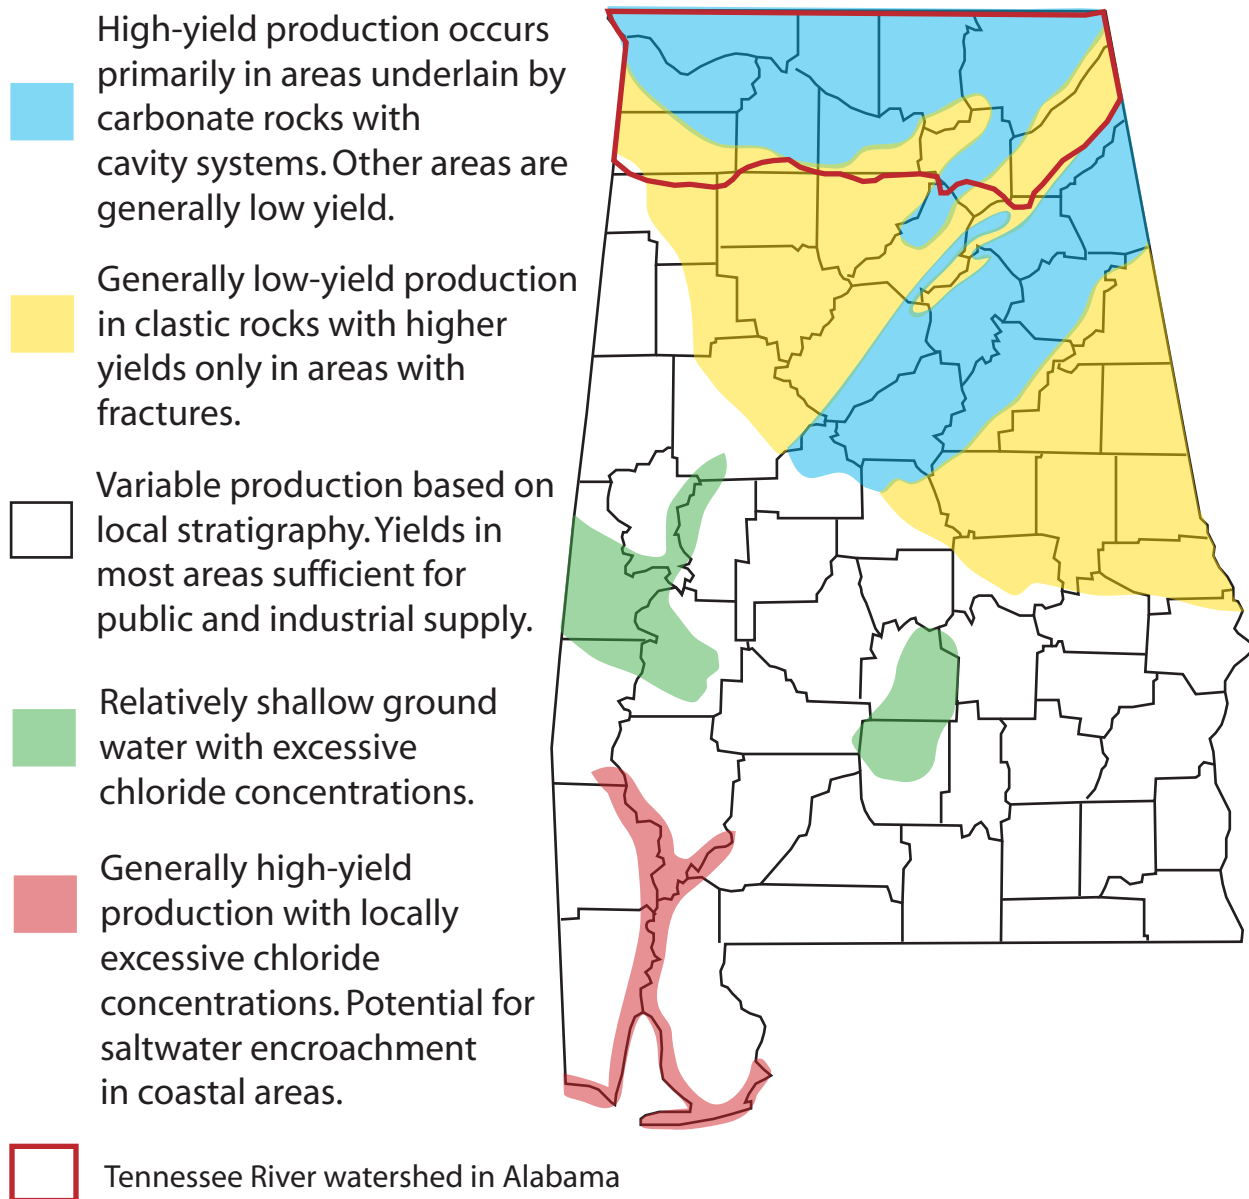 High-yield production occurs
primarily in areas underlain by
carbonate rocks with
cavity systems. Other areas are
generally low yield.
Generally low-yield production
in clastic rocks with higher
yields only in areas with
fractures.
Variable production based on
local stratigraphy. Yields in
most areas sufficient for
public and industrial supply.
Relatively shallow ground
water with excessive
chloride concentrations.
Generally high-yield
production with locally
excessive chloride
concentrations. Potential for
saltwater encroachment
in coastal areas.
Tennessee River watershed in Alabama